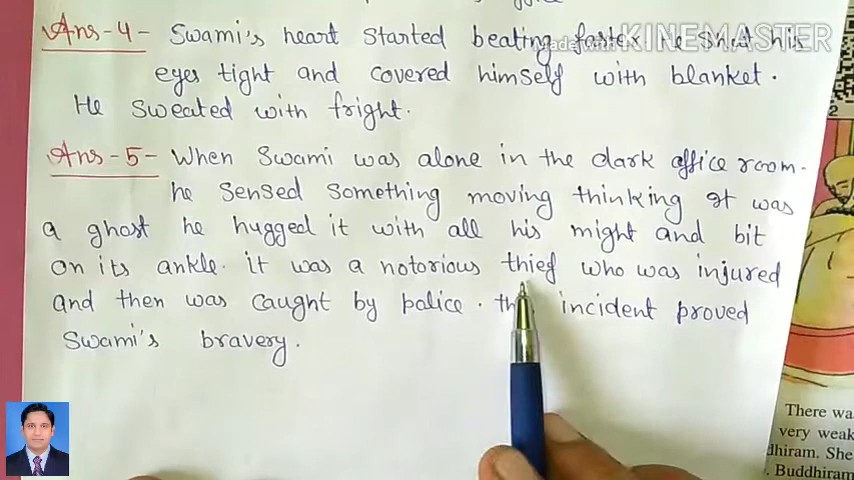 Ans-4- Swami's heart started beating faster He shut his
eyes tight and covered himself with blanket.
He sweated with fright.
Ans-5- When Swami was alone in the dark office room.
he sensed something moving thinking It was
a ghost he hugged it with all his might and bit
on its ankle. it was a notorious thief who was injured
and then was caught by police. incident proved
Swami's bravery.
Made with KINEMASTER
2
There wa
very weak
dhiram. She
. Buddhiram